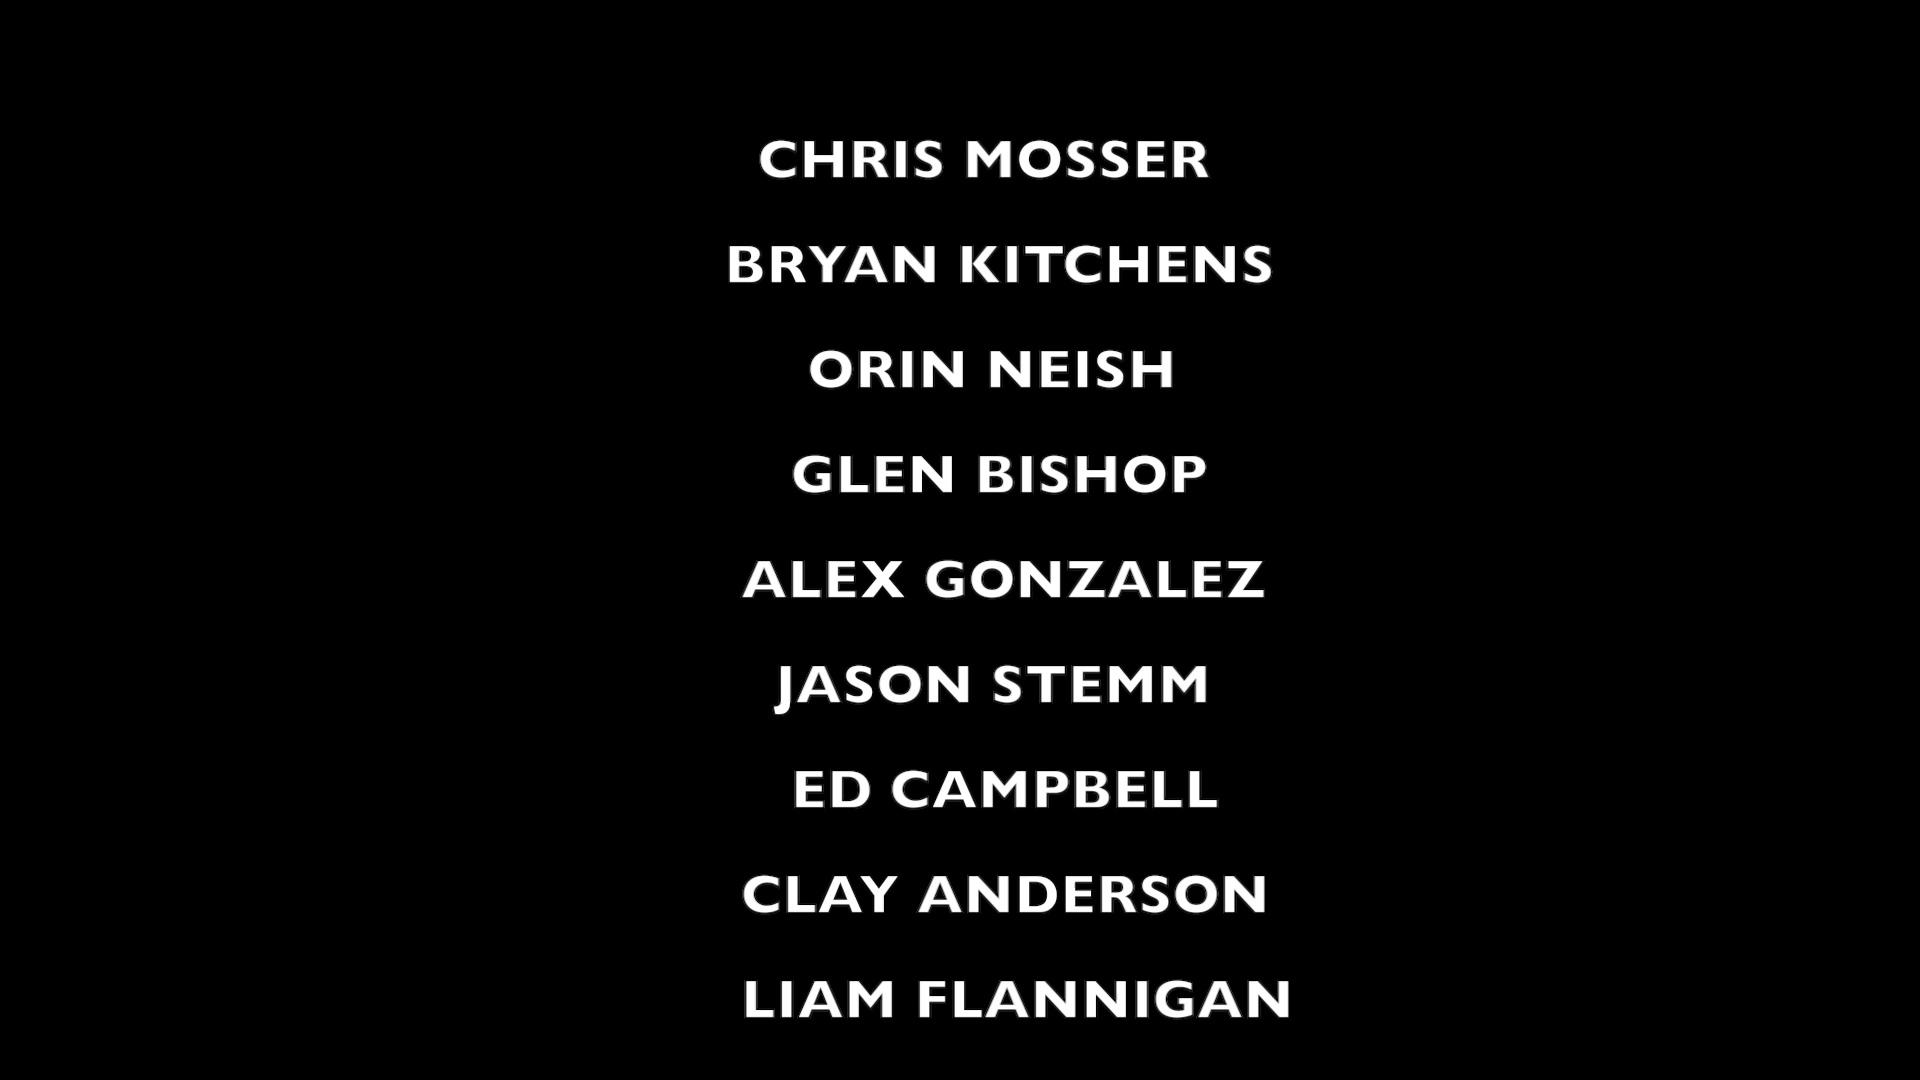 CHRIS MOSSER
BRYAN KITCHENS
ORIN NEISH
GLEN BISHOP
ALEX GONZALEZ
JASON STEMM
ED CAMPBELL
CLAY ANDERSON
LIAM FLANNIGAN